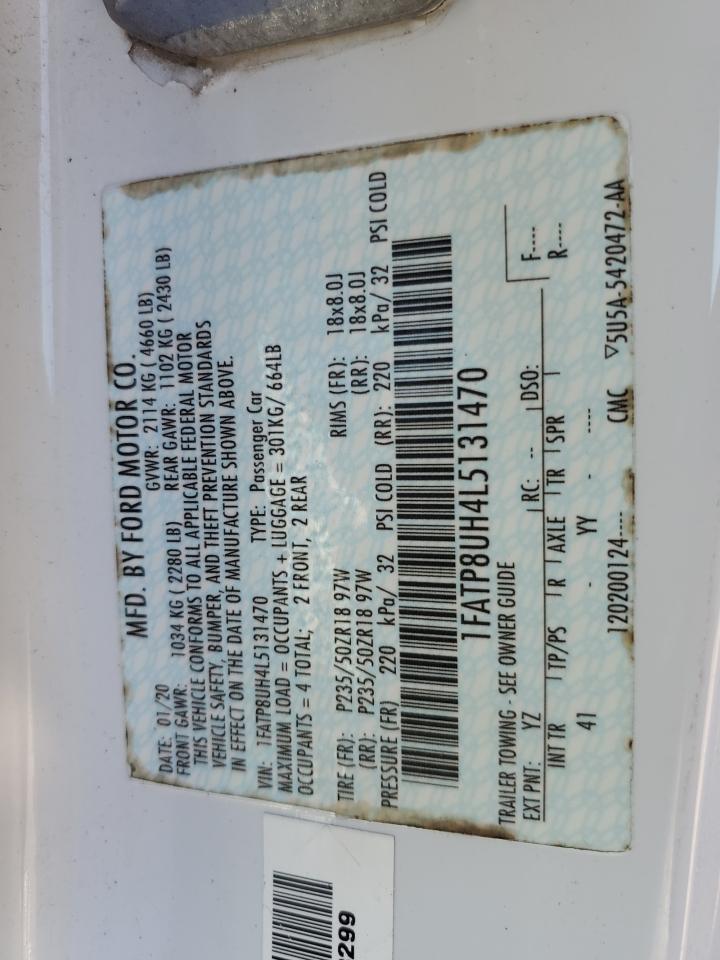 MFD. BY FORD MOTOR CO.
DATE: 01/20 GVWR: 2114 KG ( 4660 LB)
FRONT GAWR: 1034 KG ( 2280 LB) REAR GAWR: 1102 KG ( 2430 LB)
THIS VEHICLE CONFORMS TO ALL APPLICABLE FEDERAL MOTOR
VEHICLE SAFETY, BUMPER, AND THEFT PREVENTION STANDARDS
IN EFFECT ON THE DATE OF MANUFACTURE SHOWN ABOVE.
VIN: 1FATP8UH4L5131470 TYPE: Passenger Car
MAXIMUM LOAD = OCCUPANTS + LUGGAGE = 301KG/ 664LB
OCCUPANTS = 4 TOTAL; 2 FRONT, 2 REAR
TIRE (FR): P235/50ZR18 97W RIMS (FR): 18x8.0J
(RR): P235/50ZR18 97W (RR): 18x8.0J
PRESSURE (FR) 220 kPa/ 32 PSI COLD (RR): 220 kPa/ 32 PSI COLD
1FATP8UH4L5131470
TRAILER TOWING - SEE OWNER GUIDE
EXT PNT: YZ RC: -- DSO: F----
R----
INT TR TP/PS R AXLE TR SPR
41 - YY - ----
120200124---- CMC ▽5U5A-5420472-AA
299